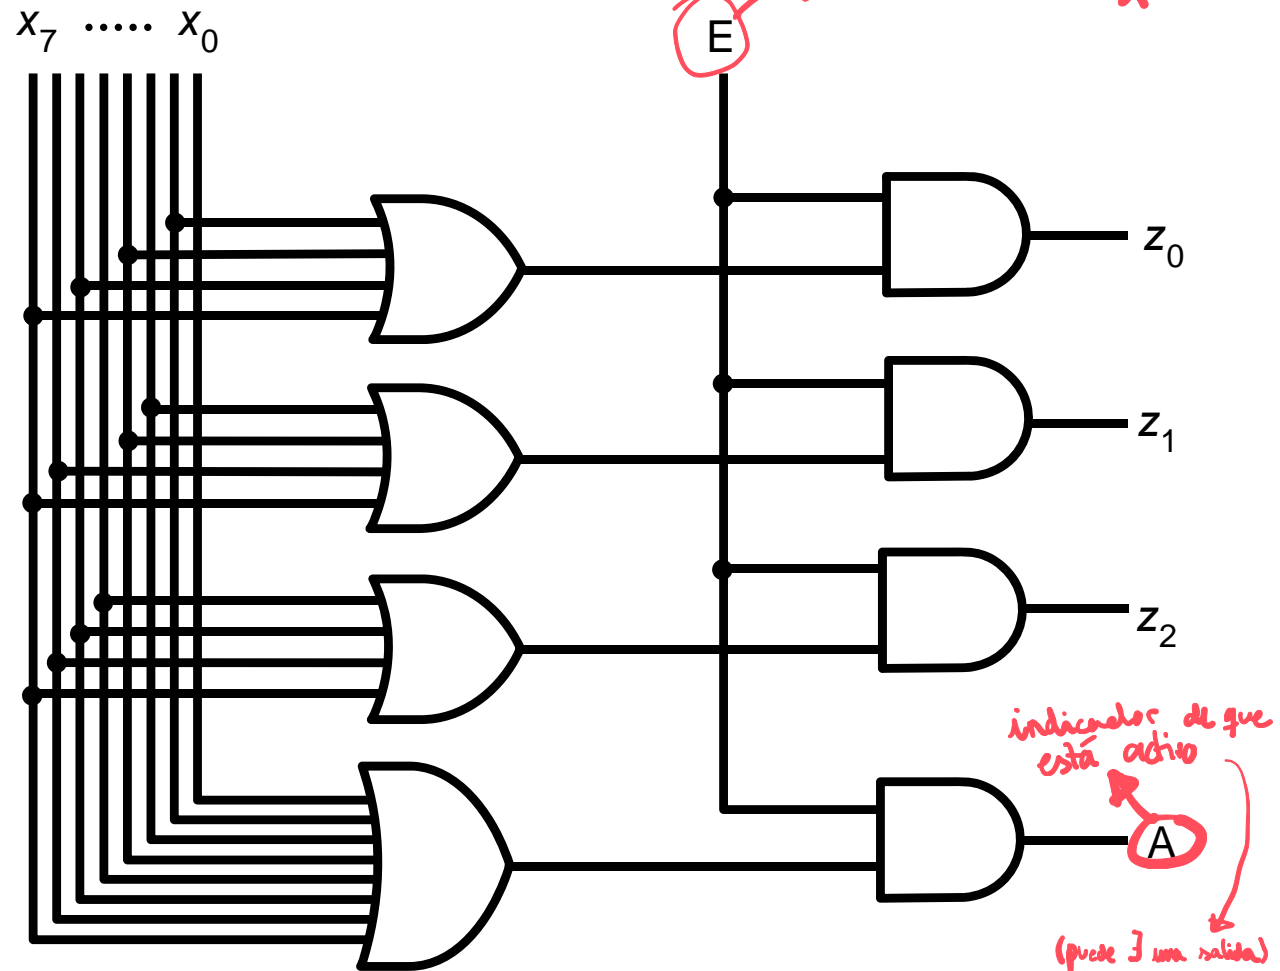 x7 ..... x0
E
z0
z1
z2
indicador de que
está activo
A
(puede ∃ una salida)